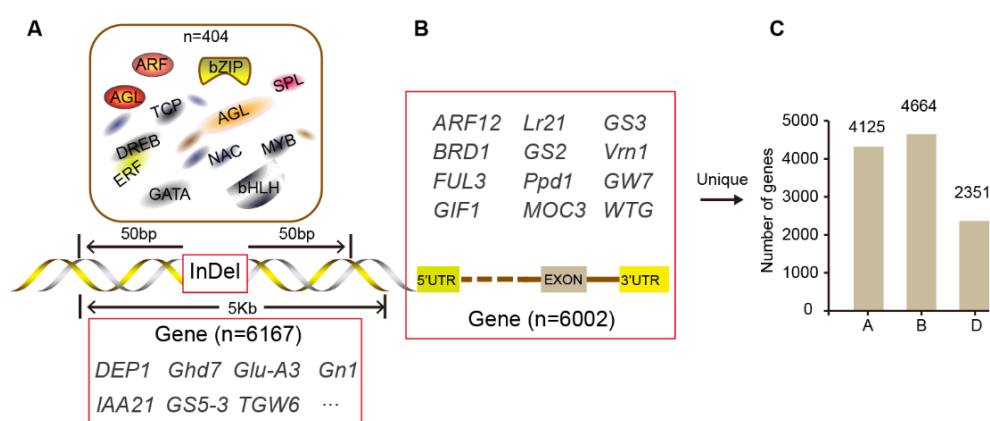 A
n=404
ARF
bZIP
SPL
AGL
TCP
AGL
DREB
ERF
NAC
MYB
GATA
bHLH
50bp
50bp
InDel
5Kb
Gene (n=6167)
DEP1 Ghd7 Glu-A3 Gn1
IAA21 GS5-3 TGW6 ...
B
ARF12 Lr21 GS3
BRD1 GS2 Vrn1
FUL3 Ppd1 GW7
GIF1 MOC3 WTG
5'UTR
EXON
3'UTR
Gene (n=6002)
Unique
C
Number of genes
5000
4000
3000
2000
1000
0
4125
4664
2351
A B D